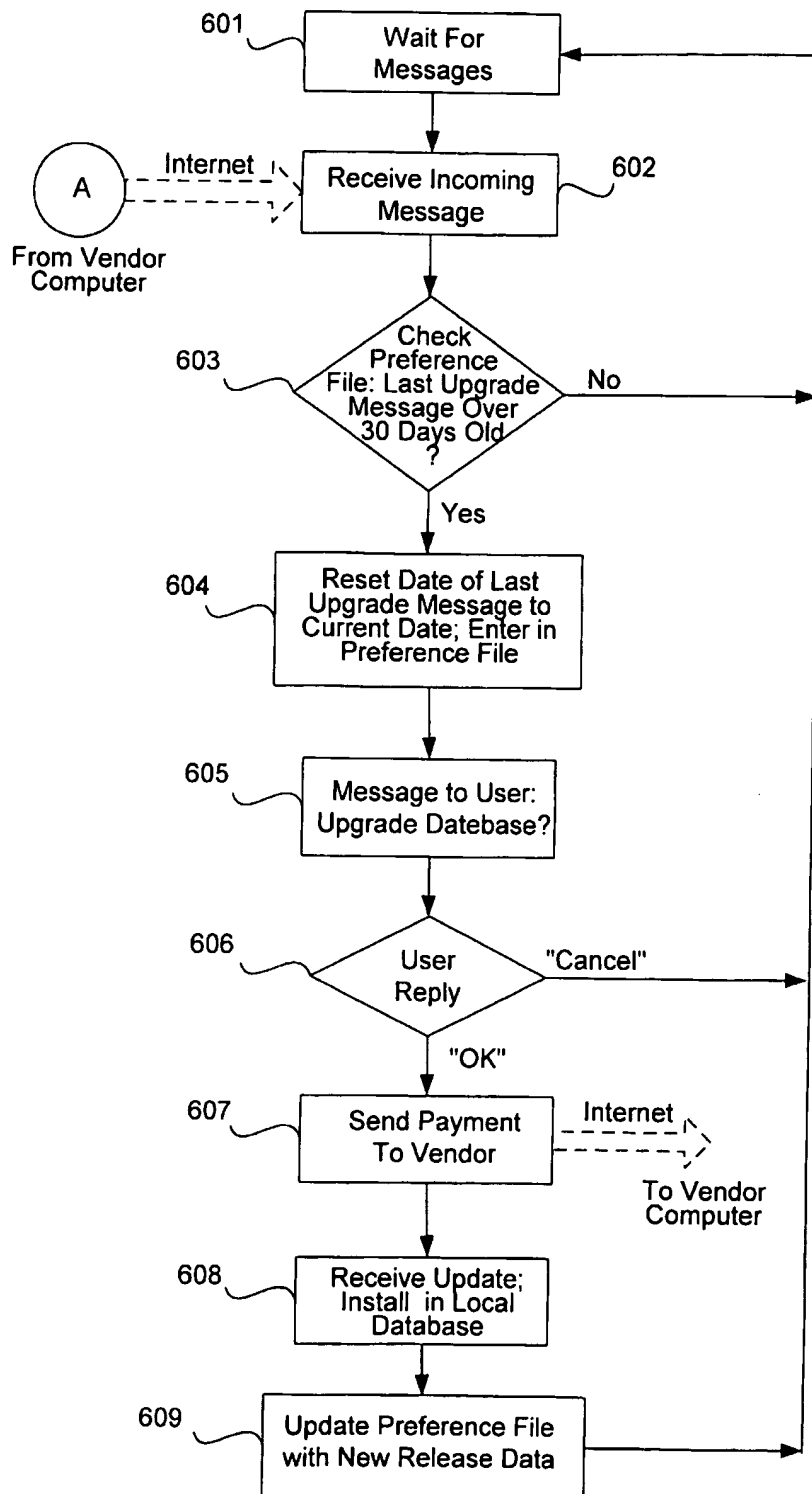 601
Wait For
Messages
A
Internet
From Vendor
Computer
Receive Incoming
Message
602
603
Check
Preference
File: Last Upgrade
Message Over
30 Days Old
?
No
Yes
604
Reset Date of Last
Upgrade Message to
Current Date; Enter in
Preference File
605
Message to User:
Upgrade Datebase?
606
User
Reply
"Cancel"
"OK"
607
Send Payment
To Vendor
Internet
To Vendor
Computer
608
Receive Update;
Install in Local
Database
609
Update Preference File
with New Release Data